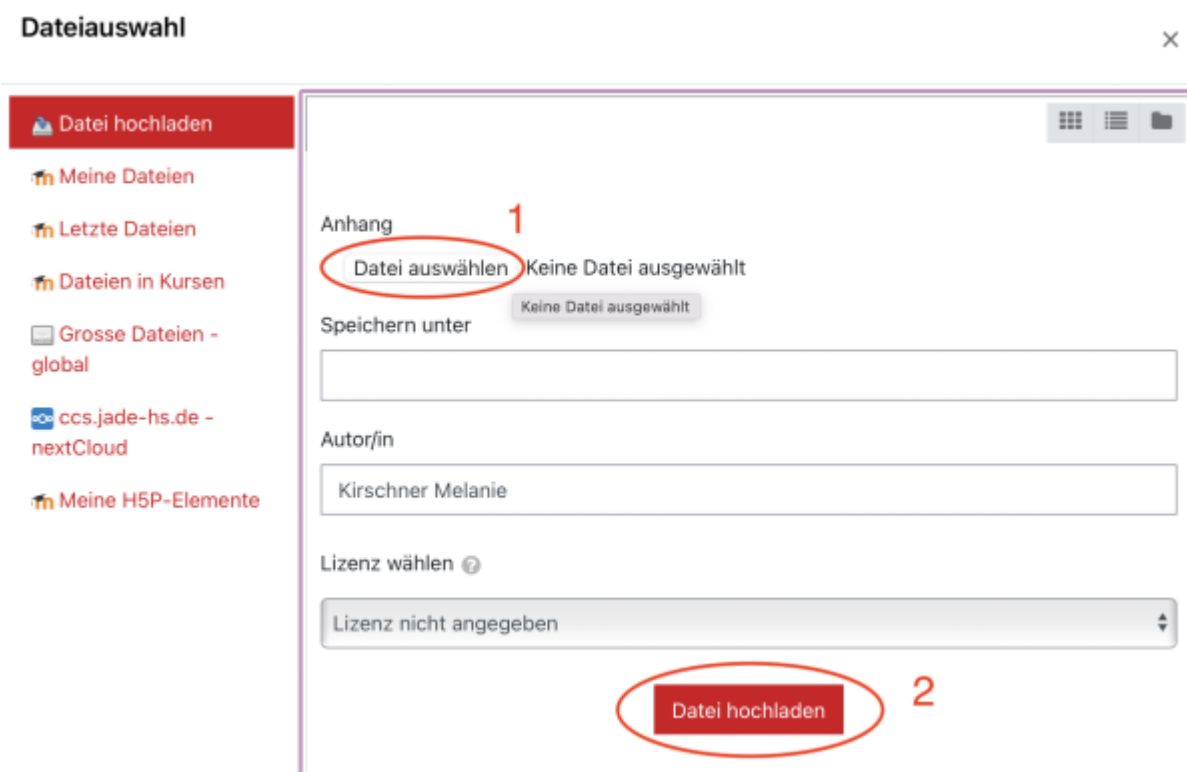 Dateiauswahl
×
Datei hochladen
Meine Dateien
Letzte Dateien
Dateien in Kursen
Grosse Dateien -
global
ccs.jade-hs.de -
nextCloud
Meine H5P-Elemente
Anhang
1
Datei auswählen Keine Datei ausgewählt
Keine Datei ausgewählt
Speichern unter
Autor/in
Kirschner Melanie
Lizenz wählen ?
Lizenz nicht angegeben
Datei hochladen
2